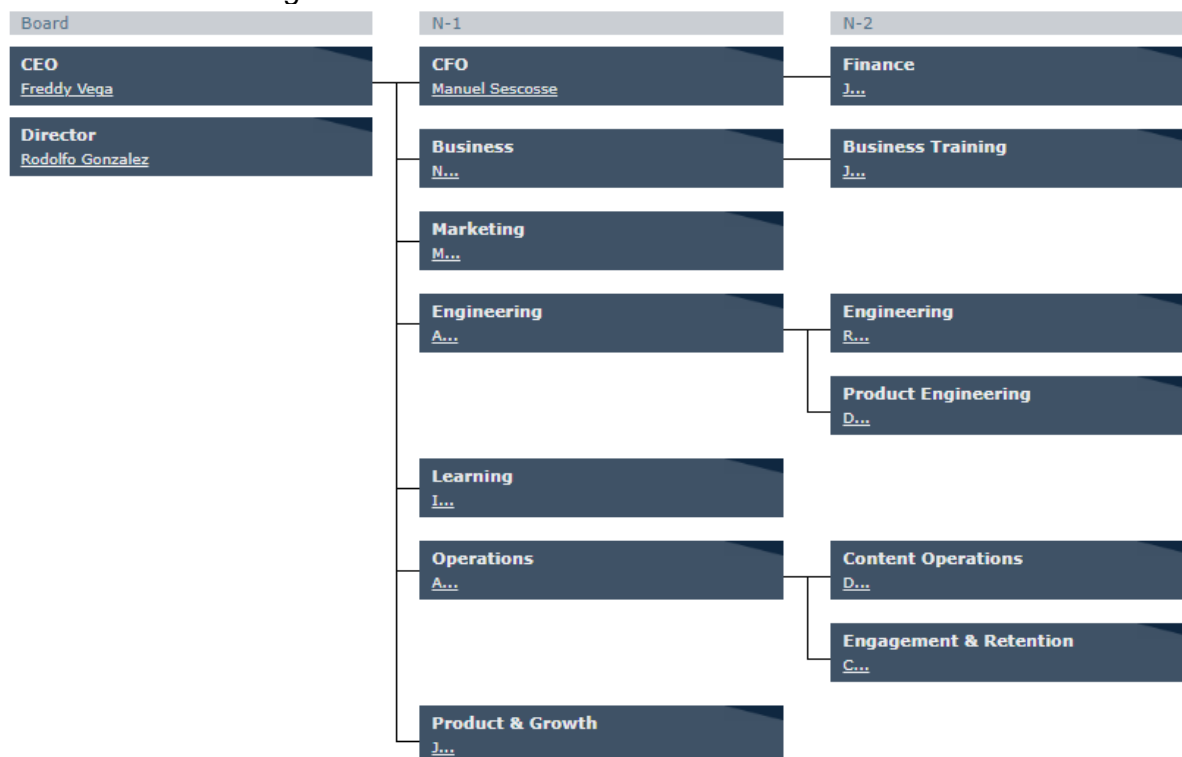 Board
N-1
N-2
CEO
Freddy Vega
Director
Rodolfo Gonzalez
CFO
Manuel Sescosse
Finance
J...
Business
N...
Business Training
J...
Marketing
M...
Engineering
A...
Engineering
R...
Product Engineering
D...
Learning
I...
Operations
A...
Content Operations
D...
Engagement & Retention
C...
Product & Growth
J...